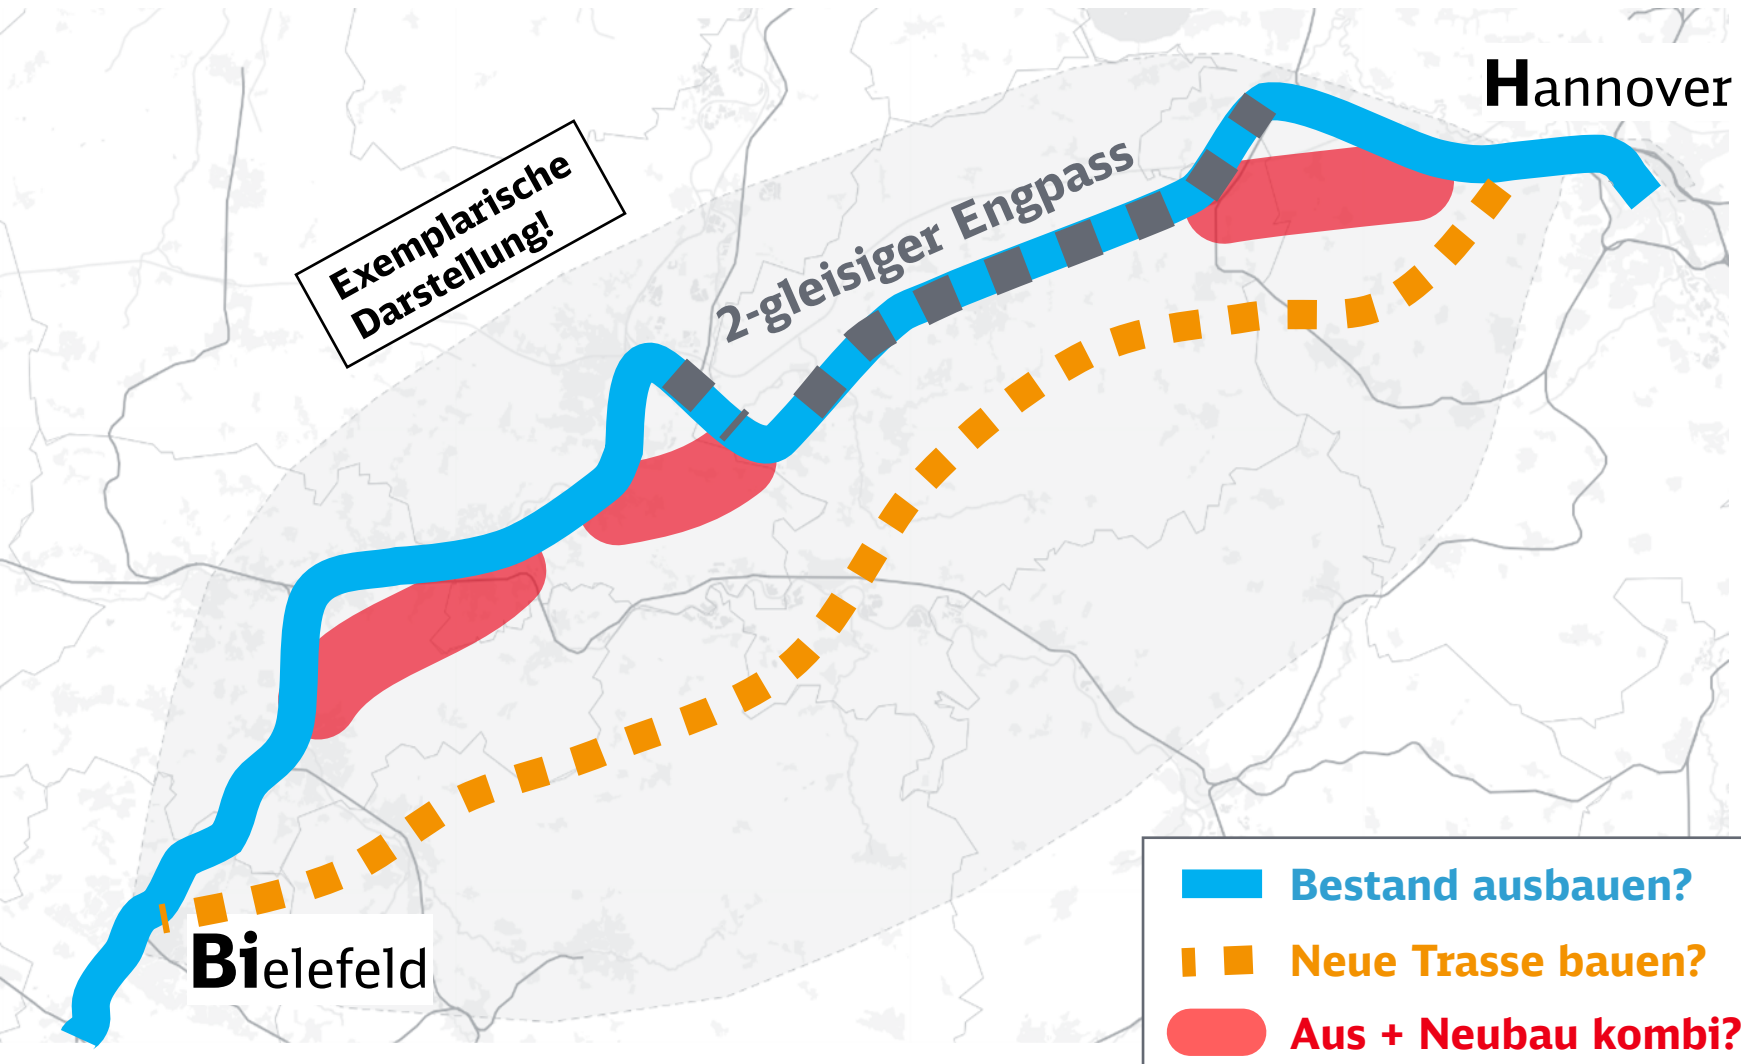 Hannover
Exemplarische
Darstellung!
2-gleisiger Engpass
Bielefeld
Bestand ausbauen?
Neue Trasse bauen?
Aus + Neubau kombi?